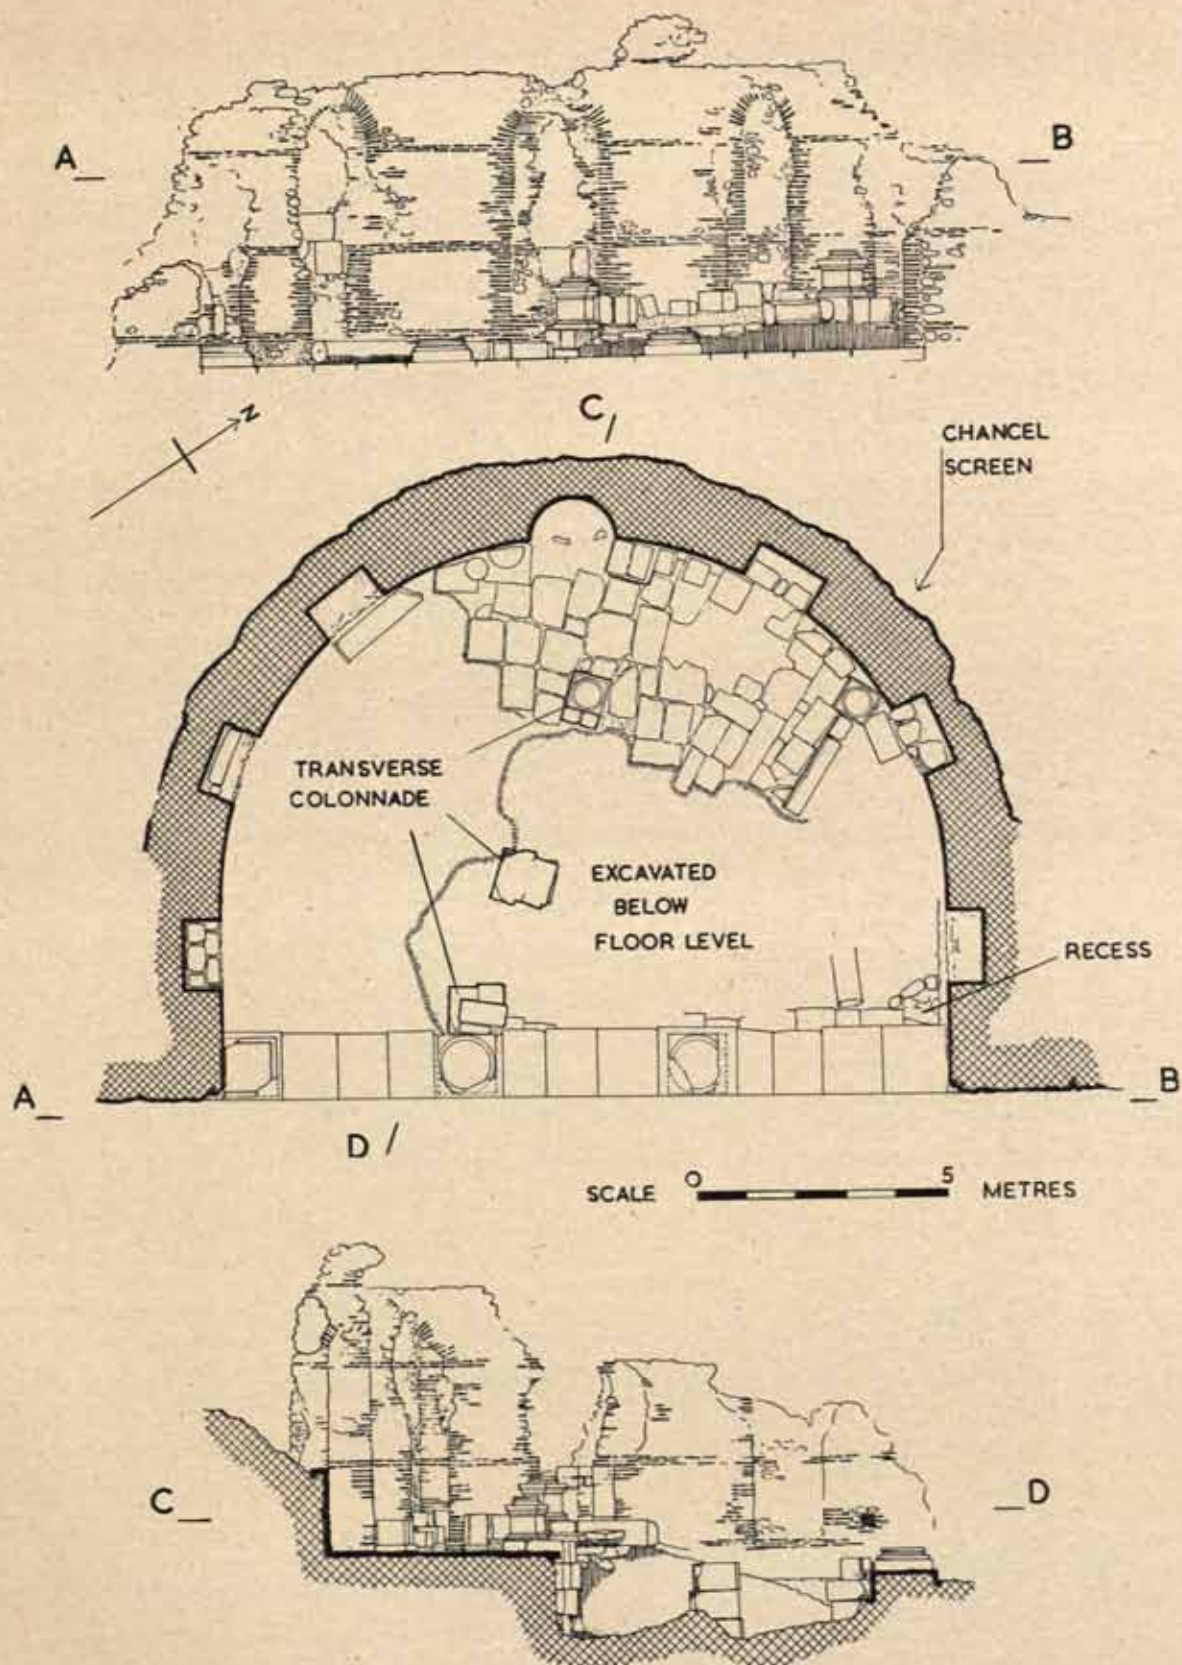 A
B
N
C
CHANCEL
SCREEN
TRANSVERSE
COLONNADE
EXCAVATED
BELOW
FLOOR LEVEL
RECESS
A
B
D
SCALE 0 5 METRES
C
D